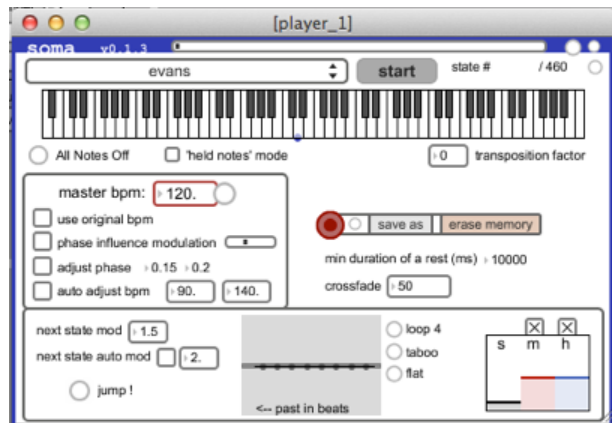 [player_1]
soma v0.1.3
evans start state # / 460
All Notes Off 'held notes' mode 0 transposition factor
master bpm: 120.
use original bpm
phase influence modulation
adjust phase 0.15 0.2
auto adjust bpm 90. 140.
save as erase memory
min duration of a rest (ms) 10000
crossfade 50
next state mod 1.5
next state auto mod 2.
jump !
<-- past in beats
loop 4
taboo
flat
s m h